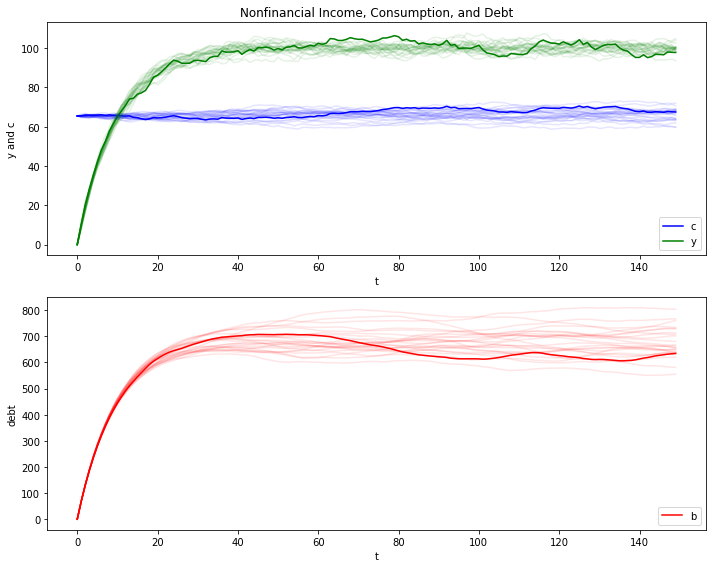 Nonfinancial Income, Consumption, and Debt
y and c
100
80
60
40
20
0
c
y
0 20 40 60 80 100 120 140
t
debt
800
700
600
500
400
300
200
100
0
b
0 20 40 60 80 100 120 140
t